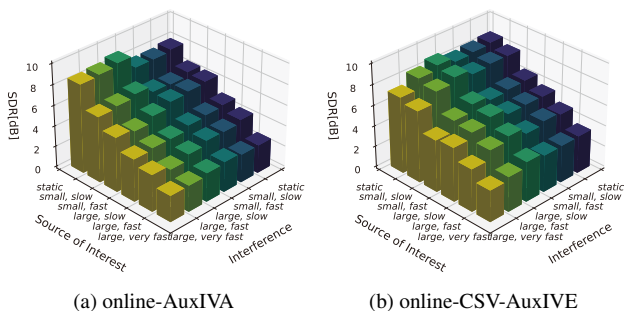 10
8
6
4
2
0
SDR[dB]
static
small, slow
small, fast
large, slow
large, fast
large, very fast
Source of Interest
static
small, slow
small, fast
large, slow
large, fast
large, very fast
Interference
(a) online-AuxIVA
10
8
6
4
2
0
SDR[dB]
static
small, slow
small, fast
large, slow
large, fast
large, very fast
Source of Interest
static
small, slow
small, fast
large, slow
large, fast
large, very fast
Interference
(b) online-CSV-AuxIVE